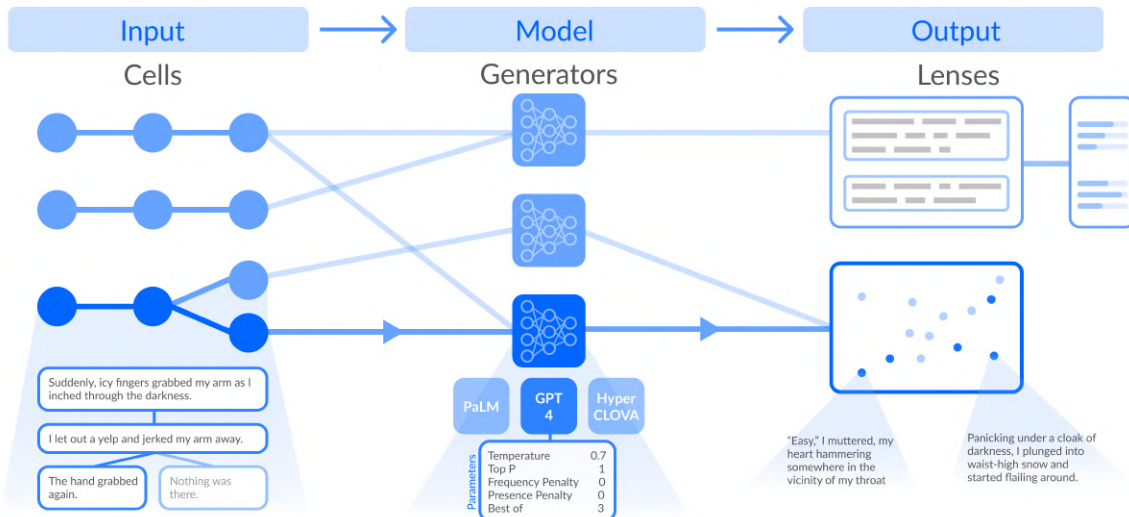 Input
Model
Output
Cells
Generators
Lenses
Suddenly, icy fingers grabbed my arm as I
inched through the darkness.
I let out a yelp and jerked my arm away.
The hand grabbed
again.
Nothing was
there.
PaLM
GPT
4
Hyper
CLOVA
Parameters
Temperature 0.7
Top P 1
Frequency Penalty 0
Presence Penalty 0
Best of 3
"Easy," I muttered, my
heart hammering
somewhere in the
vicinity of my throat
Panicking under a cloak of
darkness, I plunged into
waist-high snow and
started flailing around.